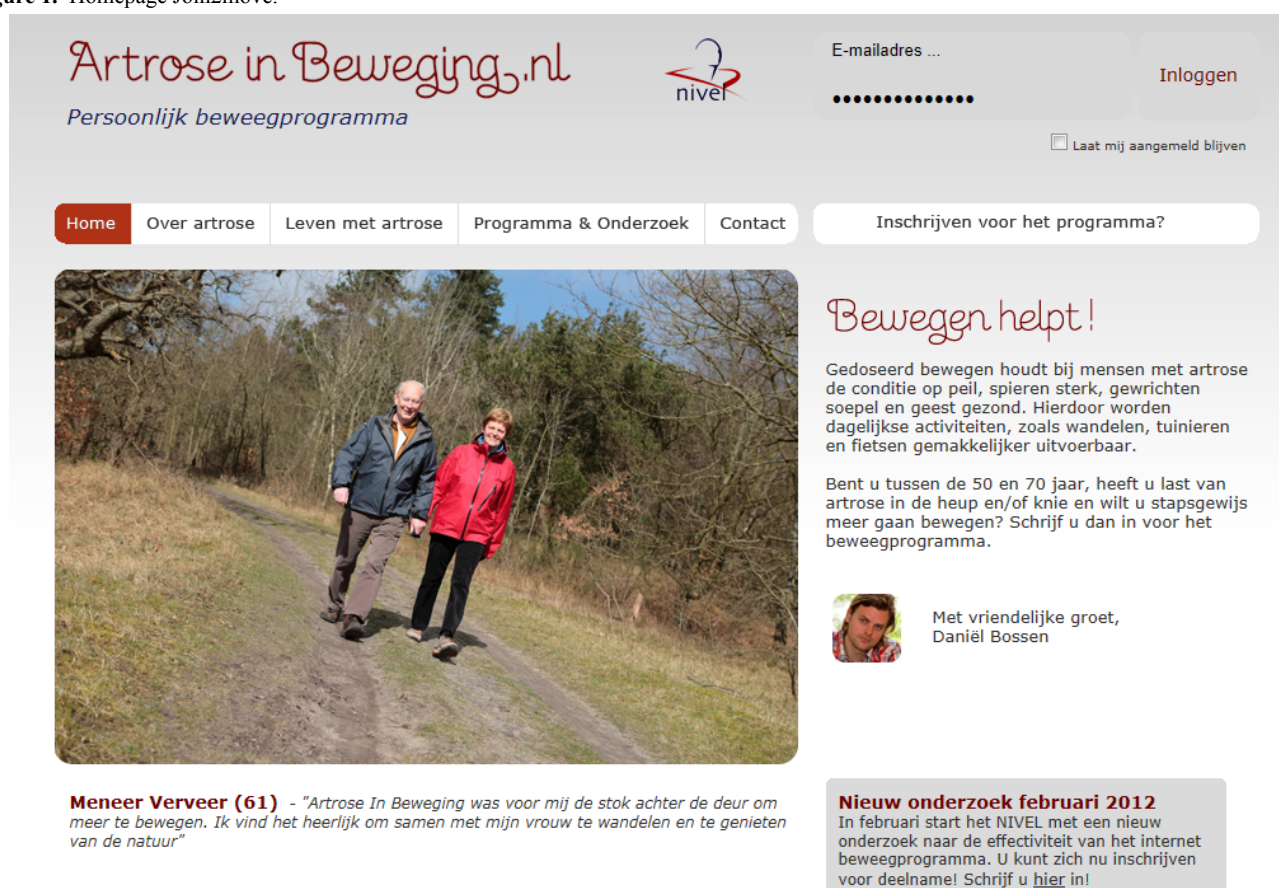 Homepage Join2move.
Artrose in Beweging.nl
Persoonlijk beweegprogramma
nivel
E-mailadres ...
Inloggen
Laat mij aangemeld blijven
Home Over artrose Leven met artrose Programma & Onderzoek Contact
Inschrijven voor het programma?
Bewegen helpt!
Gedoseerd bewegen houdt bij mensen met artrose
de conditie op peil, spieren sterk, gewrichten
soepel en geest gezond. Hierdoor worden
dagelijkse activiteiten, zoals wandelen, tuinieren
en fietsen gemakkelijker uitvoerbaar.
Bent u tussen de 50 en 70 jaar, heeft u last van
artrose in de heup en/of knie en wilt u stapsgewijs
meer gaan bewegen? Schrijf u dan in voor het
beweegprogramma.
Met vriendelijke groet,
Daniël Bossen
Meneer Verveer (61) - "Artrose In Beweging was voor mij de stok achter de deur om
meer te bewegen. Ik vind het heerlijk om samen met mijn vrouw te wandelen en te genieten
van de natuur"
Nieuw onderzoek februari 2012
In februari start het NIVEL met een nieuw
onderzoek naar de effectiviteit van het internet
beweegprogramma. U kunt zich nu inschrijven
voor deelname! Schrijf u hier in!